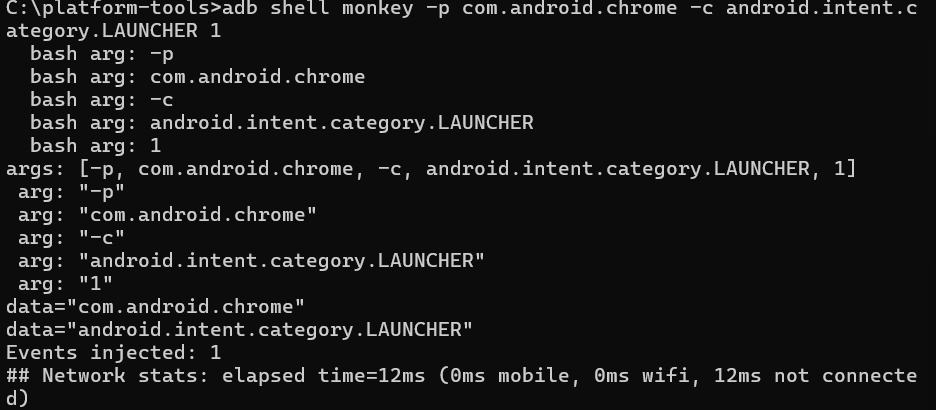 C:\platform-tools>adb shell monkey -p com.android.chrome -c android.intent.c
ategory.LAUNCHER 1
  bash arg: -p
  bash arg: com.android.chrome
  bash arg: -c
  bash arg: android.intent.category.LAUNCHER
  bash arg: 1
args: [-p, com.android.chrome, -c, android.intent.category.LAUNCHER, 1]
 arg: "-p"
 arg: "com.android.chrome"
 arg: "-c"
 arg: "android.intent.category.LAUNCHER"
 arg: "1"
data="com.android.chrome"
data="android.intent.category.LAUNCHER"
Events injected: 1
## Network stats: elapsed time=12ms (0ms mobile, 0ms wifi, 12ms not connecte
d)